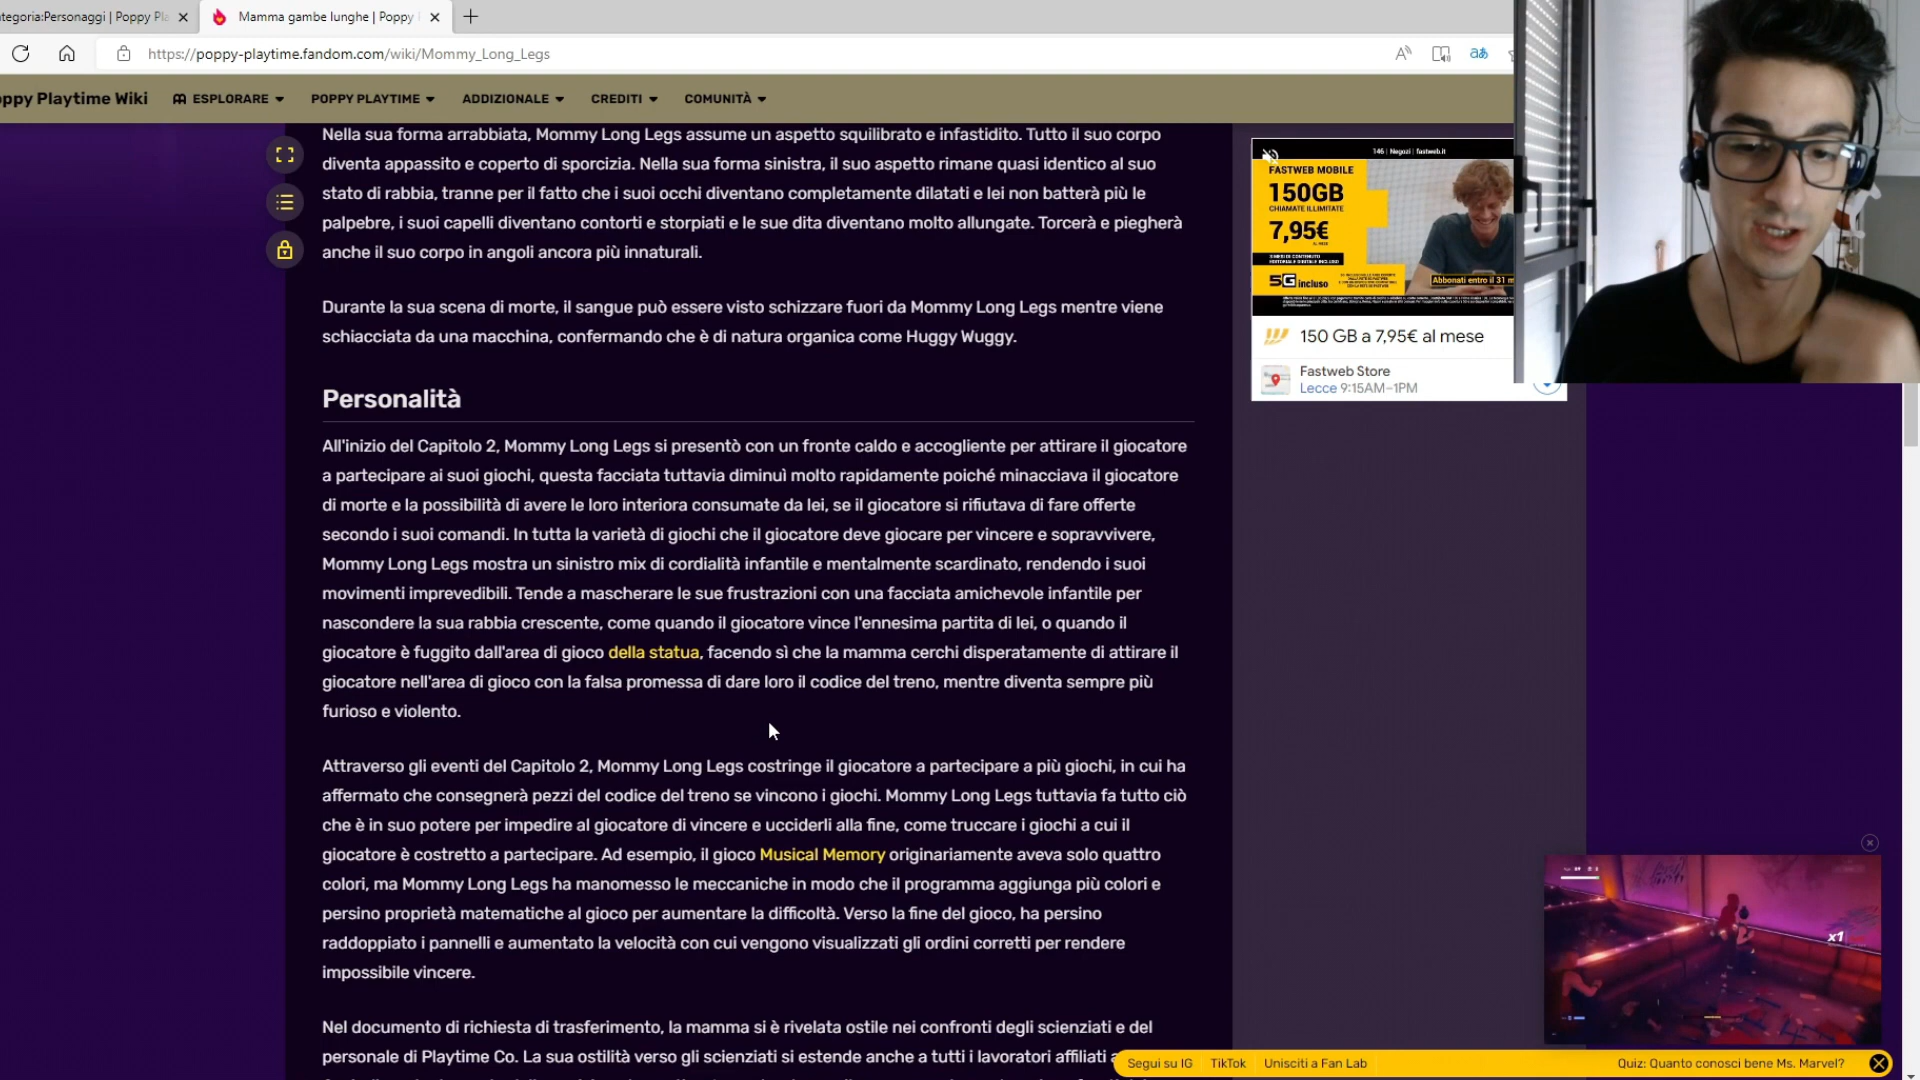 ategoria:Personaggi | Poppy Pla
Mamma gambe lunghe | Poppy
https://poppy-playtime.fandom.com/wiki/Mommy_Long_Legs
oppy Playtime Wiki
ESPLORARE
POPPY PLAYTIME
ADDIZIONALE
CREDITI
COMUNITÀ
Nella sua forma arrabbiata, Mommy Long Legs assume un aspetto squilibrato e infastidito. Tutto il suo corpo
diventa appassito e coperto di sporcizia. Nella sua forma sinistra, il suo aspetto rimane quasi identico al suo
stato di rabbia, tranne per il fatto che i suoi occhi diventano completamente dilatati e lei non batterà più le
palpebre, i suoi capelli diventano contorti e storpiati e le sue dita diventano molto allungate. Torcerà e piegherà
anche il suo corpo in angoli ancora più innaturali.
Durante la sua scena di morte, il sangue può essere visto schizzare fuori da Mommy Long Legs mentre viene
schiacciata da una macchina, confermando che è di natura organica come Huggy Wuggy.
Personalità
All'inizio del Capitolo 2, Mommy Long Legs si presentò con un fronte caldo e accogliente per attirare il giocatore
a partecipare ai suoi giochi, questa facciata tuttavia diminuì molto rapidamente poiché minacciava il giocatore
di morte e la possibilità di avere le loro interiora consumate da lei, se il giocatore si rifiutava di fare offerte
secondo i suoi comandi. In tutta la varietà di giochi che il giocatore deve giocare per vincere e sopravvivere,
Mommy Long Legs mostra un sinistro mix di cordialità infantile e mentalmente scardinato, rendendo i suoi
movimenti imprevedibili. Tende a mascherare le sue frustrazioni con una facciata amichevole infantile per
nascondere la sua rabbia crescente, come quando il giocatore vince l'ennesima partita di lei, o quando il
giocatore è fuggito dall'area di gioco della statua, facendo sì che la mamma cerchi disperatamente di attirare il
giocatore nell'area di gioco con la falsa promessa di dare loro il codice del treno, mentre diventa sempre più
furioso e violento.
Attraverso gli eventi del Capitolo 2, Mommy Long Legs costringe il giocatore a partecipare a più giochi, in cui ha
affermato che consegnerà pezzi del codice del treno se vincono i giochi. Mommy Long Legs tuttavia fa tutto ciò
che è in suo potere per impedire al giocatore di vincere e ucciderli alla fine, come truccare i giochi a cui il
giocatore è costretto a partecipare. Ad esempio, il gioco Musical Memory originariamente aveva solo quattro
colori, ma Mommy Long Legs ha manomesso le meccaniche in modo che il programma aggiunga più colori e
persino proprietà matematiche al gioco per aumentare la difficoltà. Verso la fine del gioco, ha persino
raddoppiato i pannelli e aumentato la velocità con cui vengono visualizzati gli ordini corretti per rendere
impossibile vincere.
Nel documento di richiesta di trasferimento, la mamma si è rivelata ostile nei confronti degli scienziati e del
personale di Playtime Co. La sua ostilità verso gli scienziati si estende anche a tutti i lavoratori affiliati a
146 | Negozi | fastweb.it
FASTWEB MOBILE
150GB
CHIAMATE ILLIMITATE
7,95€
AL MESE
5G incluso
Abbonati entro il 31 m
150 GB a 7,95€ al mese
Fastweb Store
Lecce 9:15AM–1PM
x1
Segui su IG
TikTok
Unisciti a Fan Lab
Quiz: Quanto conosci bene Ms. Marvel?